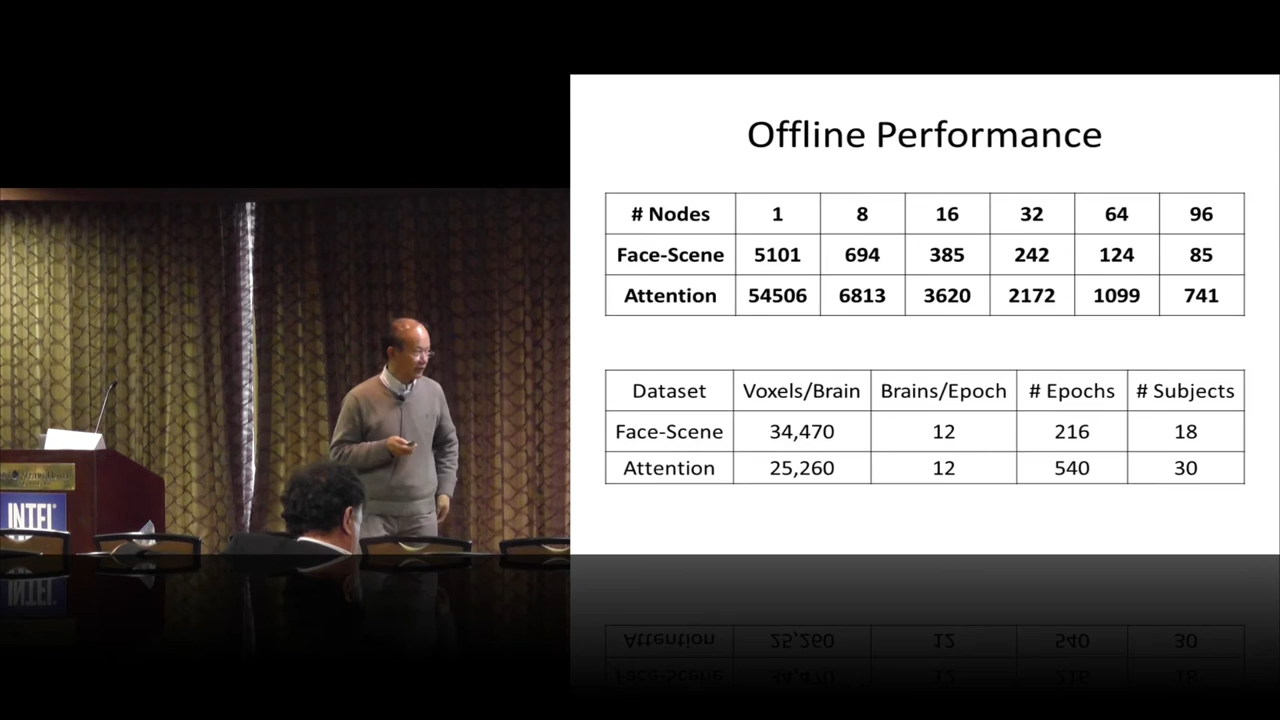 Offline Performance
# Nodes 1 8 16 32 64 96
Face-Scene 5101 694 385 242 124 85
Attention 54506 6813 3620 2172 1099 741
Dataset Voxels/Brain Brains/Epoch # Epochs # Subjects
Face-Scene 34,470 12 216 18
Attention 25,260 12 540 30
INTEL